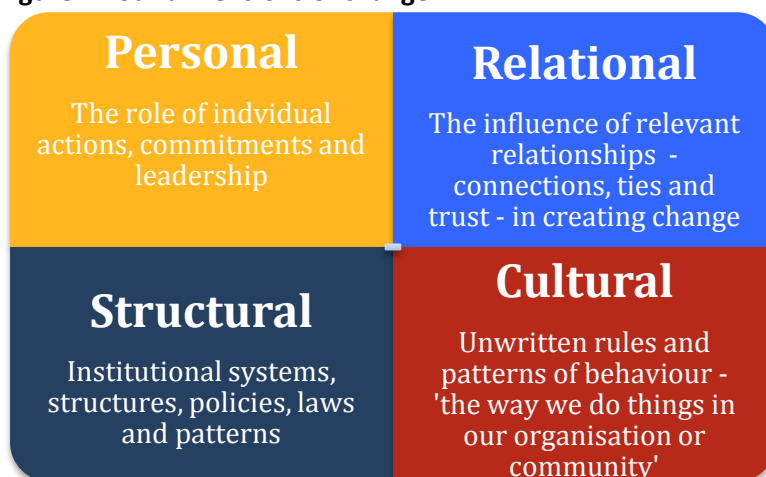 Personal
The role of indvidual
actions, commitments and
leadership
Relational
The influence of relevant
relationships -
connections, ties and
trust - in creating change
Structural
Institutional systems,
structures, policies, laws
and patterns
Cultural
Unwritten rules and
patterns of behaviour -
'the way we do things in
our organisation or
community'